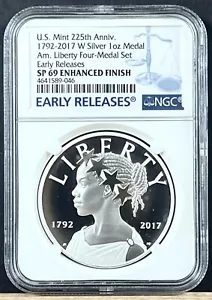 U.S. Mint 225th Anniv.
1792-2017 W Silver 1oz Medal
Am. Liberty Four-Medal Set
Early Releases
SP 69 ENHANCED FINISH
4641589-046
EARLY RELEASES NGC
LIBERTY
1792 2017